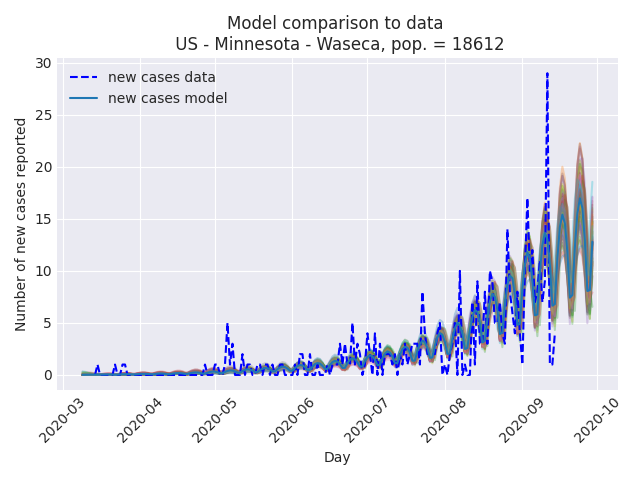 Model comparison to data
US - Minnesota - Waseca, pop. = 18612
new cases data
new cases model
Number of new cases reported
30
25
20
15
10
5
0
2020-03
2020-04
2020-05
2020-06
2020-07
2020-08
2020-09
2020-10
Day